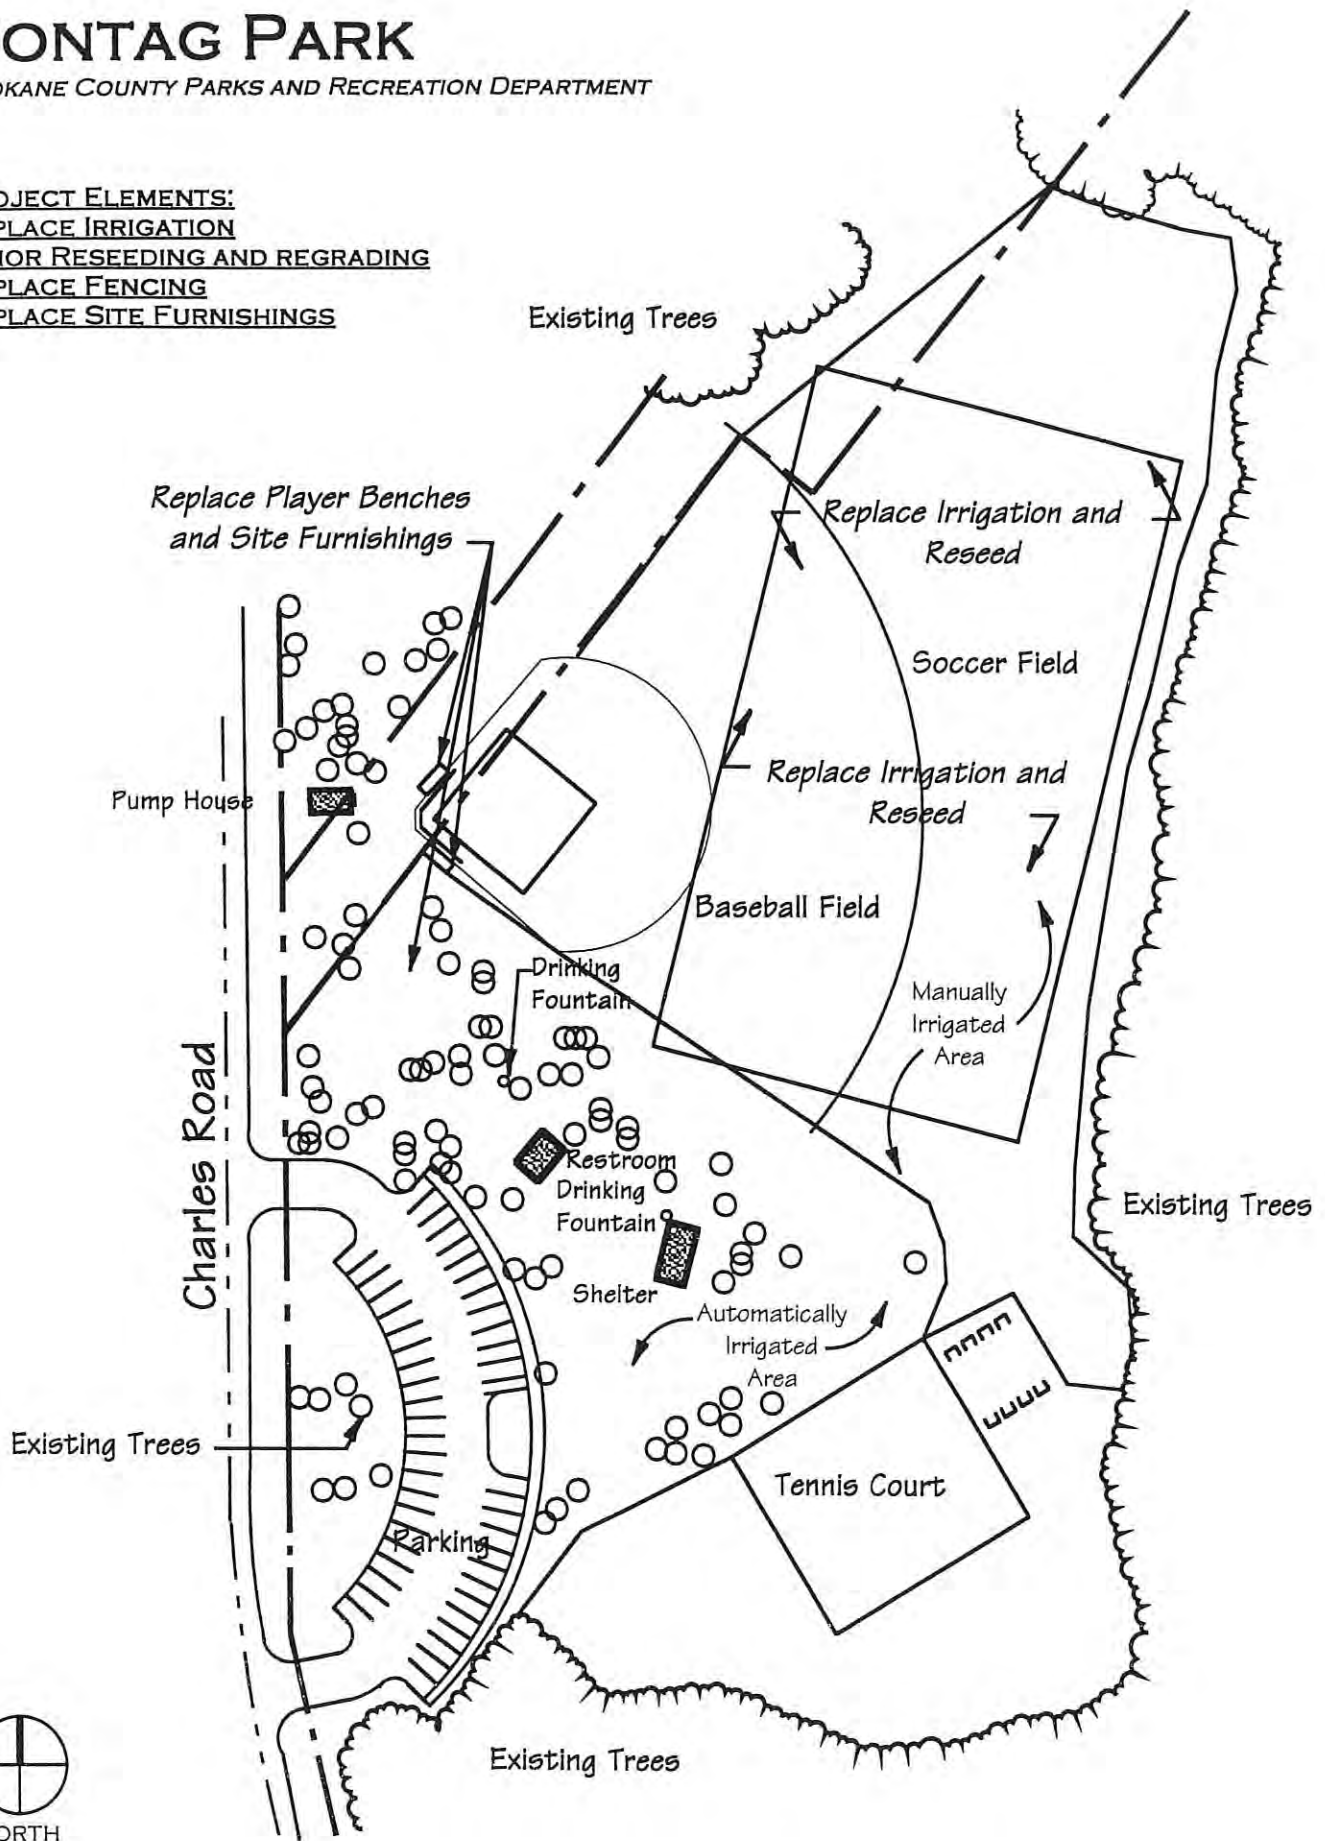 ONTAG PARK
OKANE COUNTY PARKS AND RECREATION DEPARTMENT
OJECT ELEMENTS:
PLACE IRRIGATION
NOR RESEEDING AND REGRADING
PLACE FENCING
PLACE SITE FURNISHINGS
Existing Trees
Replace Player Benches
and Site Furnishings
Replace Irrigation and
Reseed
Soccer Field
Pump House
Replace Irrigation and
Reseed
Baseball Field
Drinking
Fountain
Manually
Irrigated
Area
Charles Road
Restroom
Drinking
Fountain
Existing Trees
Shelter
Automatically
Irrigated
Area
Existing Trees
Tennis Court
Parking
Existing Trees
ORTH